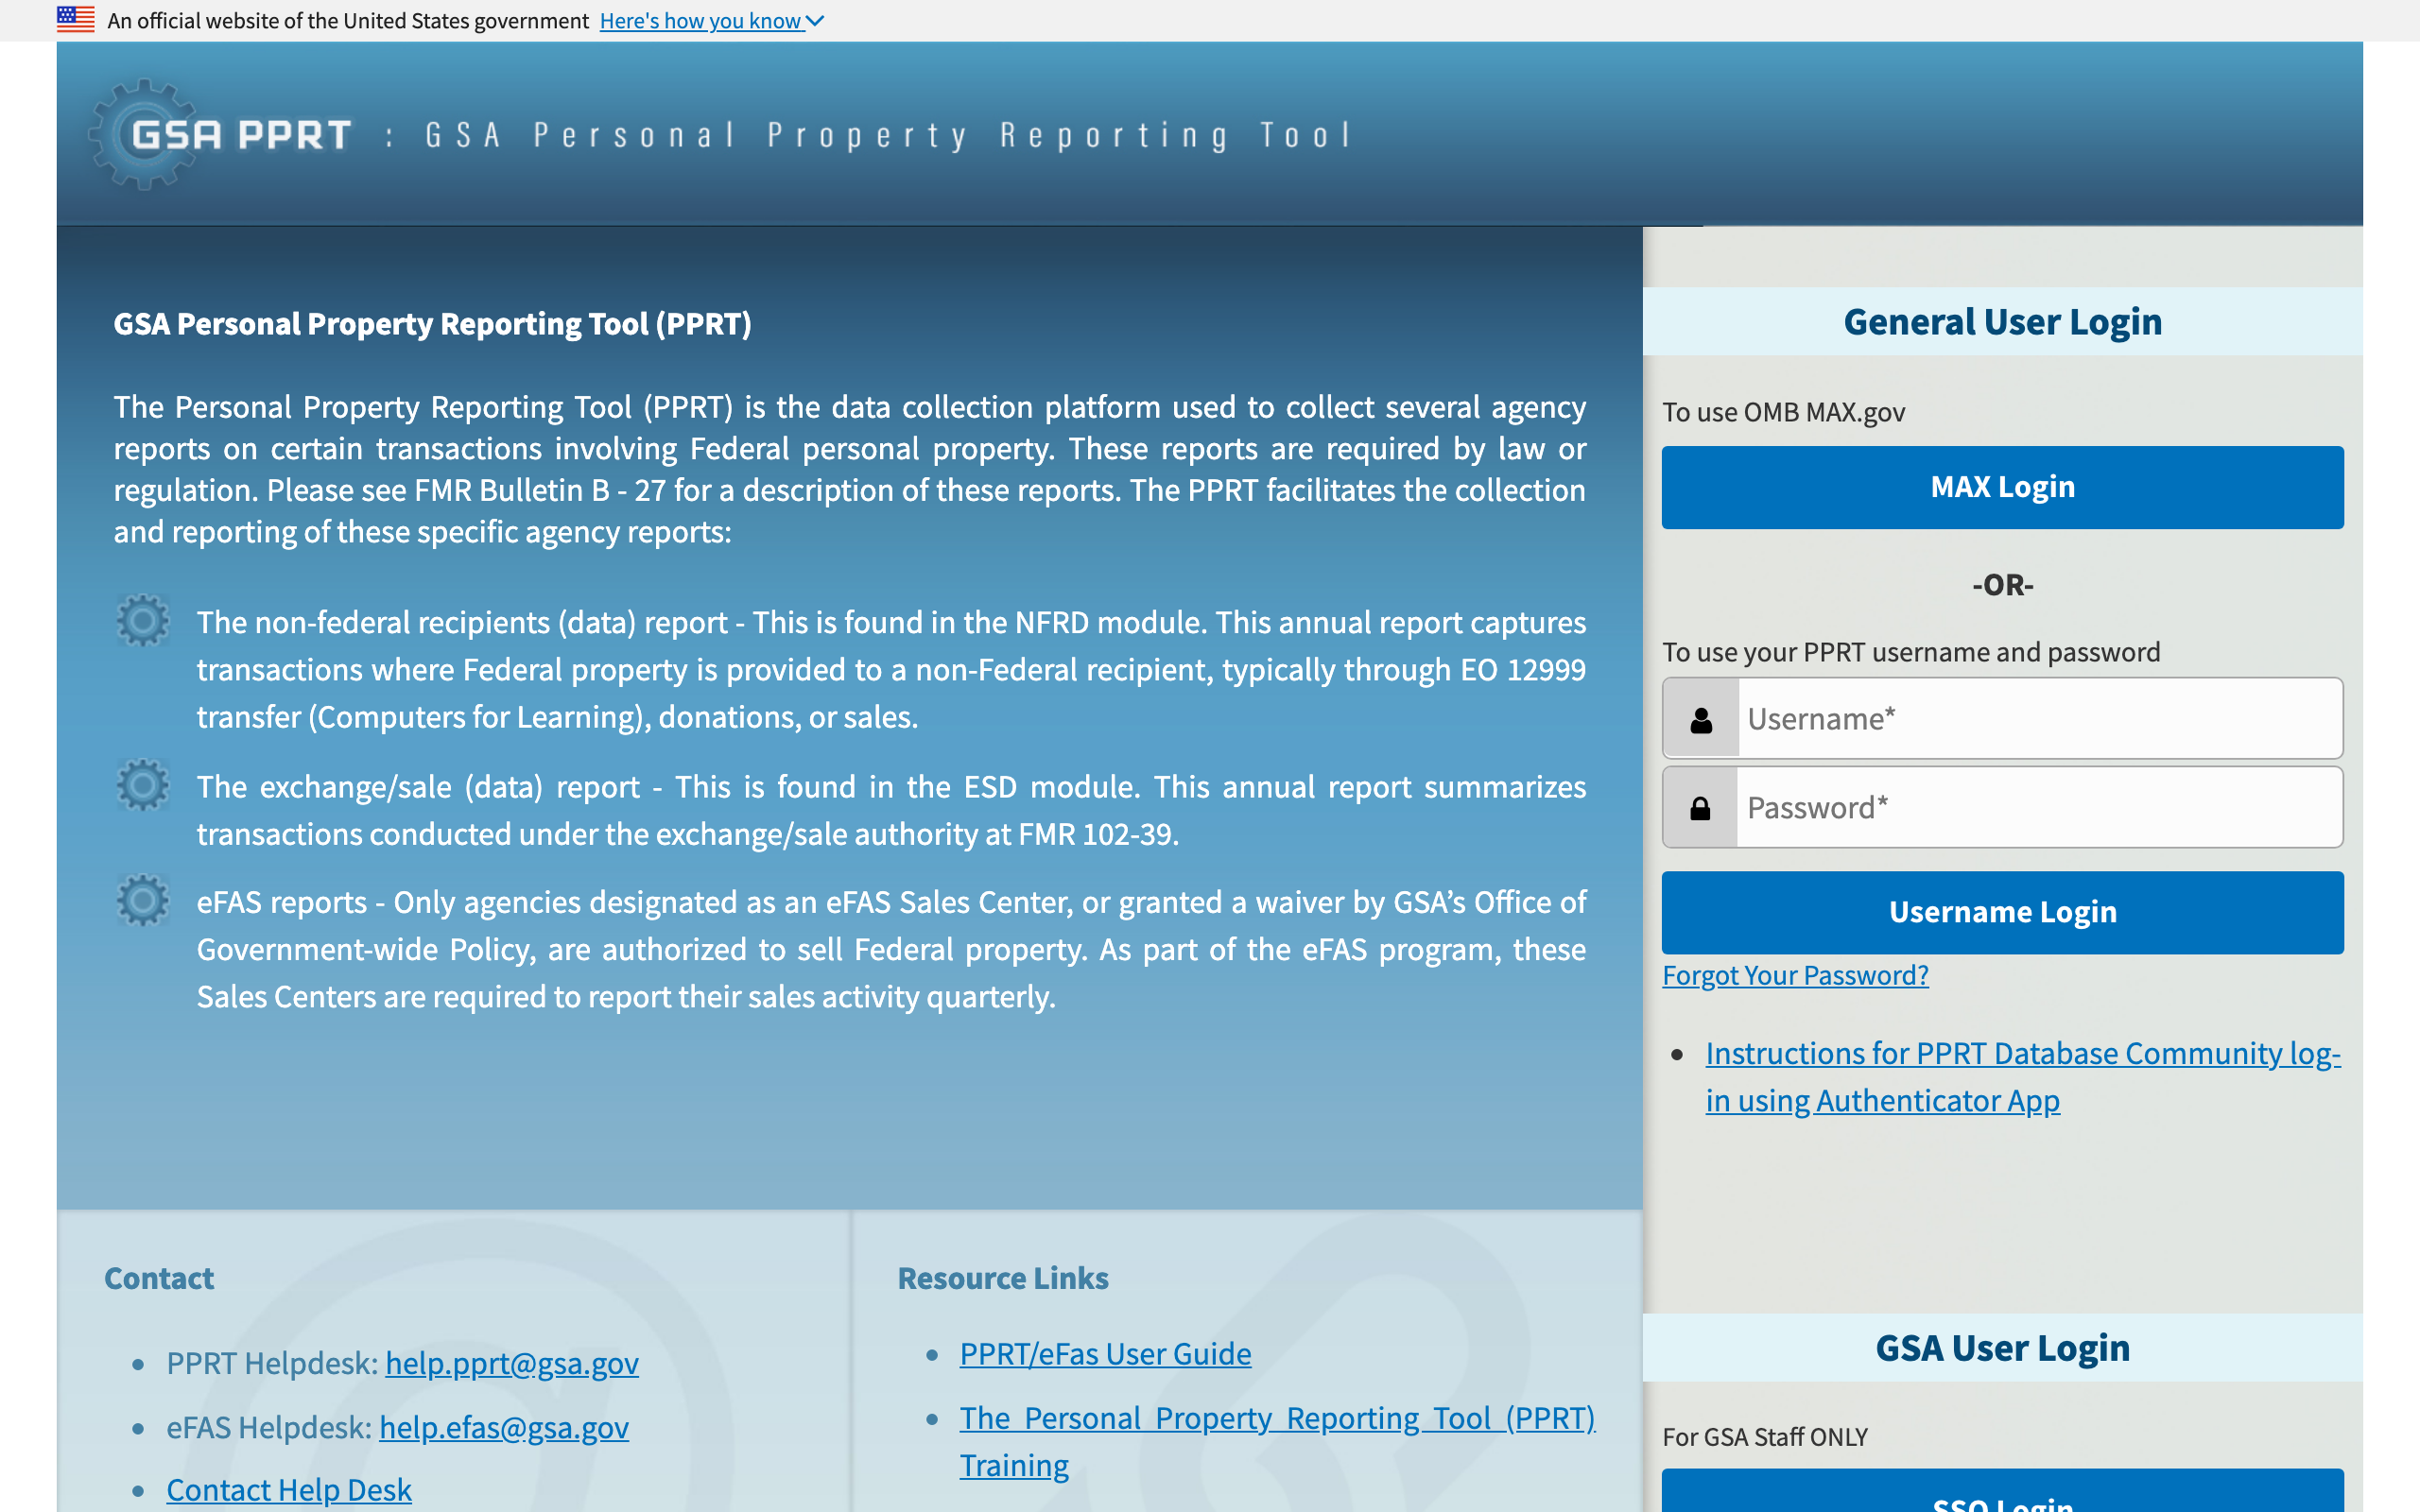 An official website of the United States government Here's how you know
GSA PPRT : GSA Personal Property Reporting Tool
GSA Personal Property Reporting Tool (PPRT)
The Personal Property Reporting Tool (PPRT) is the data collection platform used to collect several agency
reports on certain transactions involving Federal personal property. These reports are required by law or
regulation. Please see FMR Bulletin B - 27 for a description of these reports. The PPRT facilitates the collection
and reporting of these specific agency reports:
The non-federal recipients (data) report - This is found in the NFRD module. This annual report captures
transactions where Federal property is provided to a non-Federal recipient, typically through EO 12999
transfer (Computers for Learning), donations, or sales.
The exchange/sale (data) report - This is found in the ESD module. This annual report summarizes
transactions conducted under the exchange/sale authority at FMR 102-39.
eFAS reports - Only agencies designated as an eFAS Sales Center, or granted a waiver by GSA’s Office of
Government-wide Policy, are authorized to sell Federal property. As part of the eFAS program, these
Sales Centers are required to report their sales activity quarterly.
Contact
PPRT Helpdesk: help.pprt@gsa.gov
eFAS Helpdesk: help.efas@gsa.gov
Contact Help Desk
Resource Links
PPRT/eFas User Guide
The Personal Property Reporting Tool (PPRT)
Training
General User Login
To use OMB MAX.gov
MAX Login
-OR-
To use your PPRT username and password
Username*
Password*
Username Login
Forgot Your Password?
Instructions for PPRT Database Community log-
in using Authenticator App
GSA User Login
For GSA Staff ONLY
SSO Login